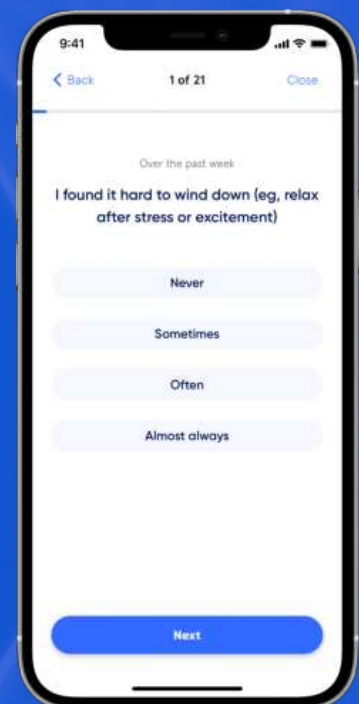 9:41
Back 1 of 21 Close
Over the past week
I found it hard to wind down (eg, relax
after stress or excitement)
Never
Sometimes
Often
Almost always
Next